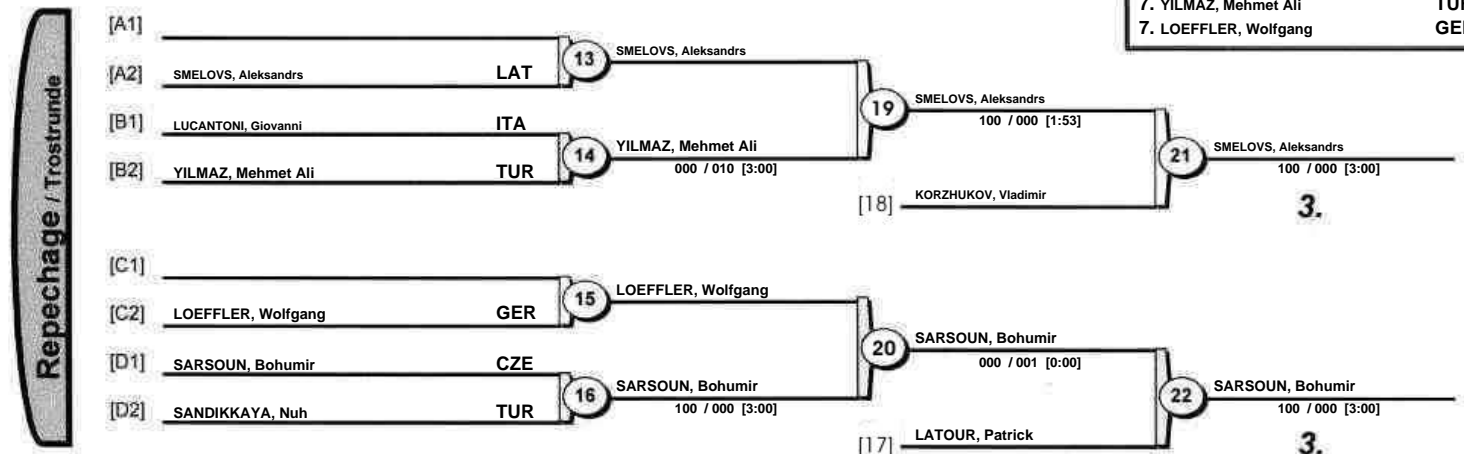 7. YILMAZ, Mehmet Ali TUR
7. LOEFFLER, Wolfgang GER
Repechage / Trostrunde
[A1]
[A2] SMELOVS, Aleksandrs LAT
13 SMELOVS, Aleksandrs
[B1] LUCANTONI, Giovanni ITA
[B2] YILMAZ, Mehmet Ali TUR
14 YILMAZ, Mehmet Ali
000 / 010 [3:00]
19 SMELOVS, Aleksandrs
100 / 000 [1:53]
[18] KORZHUKOV, Vladimir
21 SMELOVS, Aleksandrs
100 / 000 [3:00]
3.
[C1]
[C2] LOEFFLER, Wolfgang GER
15 LOEFFLER, Wolfgang
[D1] SARSOUN, Bohumir CZE
[D2] SANDIKKAYA, Nuh TUR
16 SARSOUN, Bohumir
100 / 000 [3:00]
20 SARSOUN, Bohumir
000 / 001 [0:00]
[17] LATOUR, Patrick
22 SARSOUN, Bohumir
100 / 000 [3:00]
3.